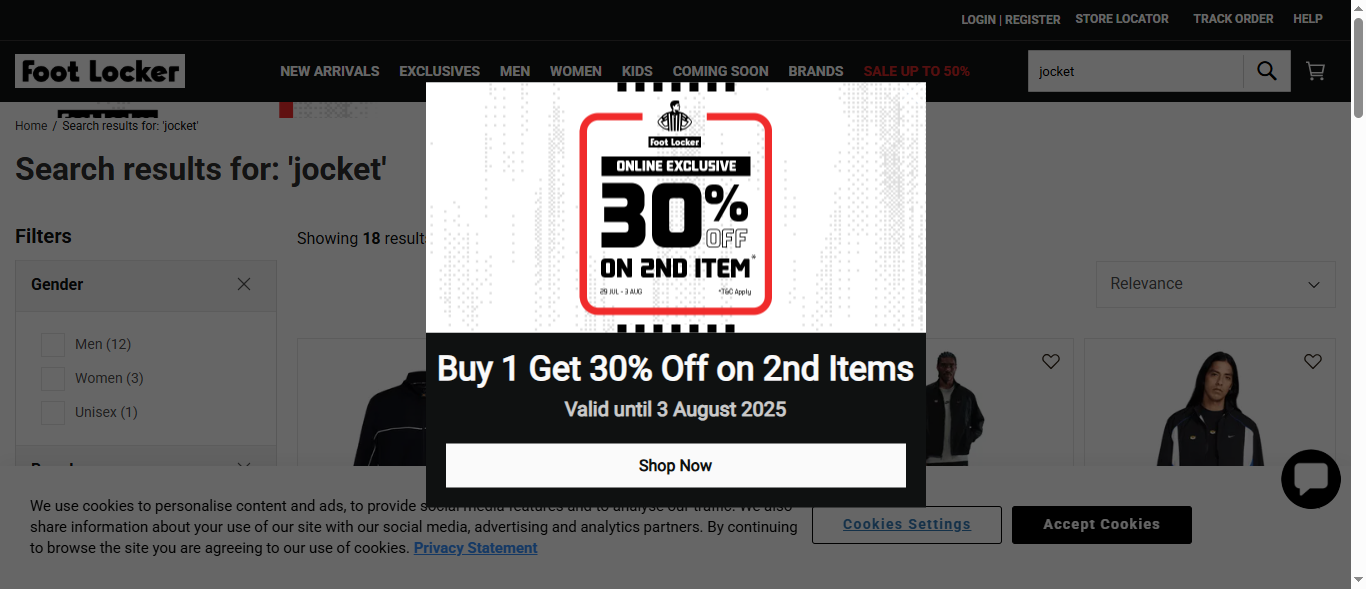 LOGIN | REGISTER STORE LOCATOR TRACK ORDER HELP
Foot Locker NEW ARRIVALS EXCLUSIVES MEN WOMEN KIDS COMING SOON BRANDS SALE UP TO 50% jocket
Home / Search results for: 'jocket'
Search results for: 'jocket'
Filters
Showing 18 result
Gender
Relevance
Men (12)
Women (3)
Unisex (1)
Foot Locker
ONLINE EXCLUSIVE
30% OFF
ON 2ND ITEM*
29 JUL - 3 AUG *T&C Apply
Buy 1 Get 30% Off on 2nd Items
Valid until 3 August 2025
Shop Now
We use cookies to personalise content and ads, to provide social media features and to analyse our traffic. We also
share information about your use of our site with our social media, advertising and analytics partners. By continuing
to browse the site you are agreeing to our use of cookies. Privacy Statement
Cookies Settings
Accept Cookies